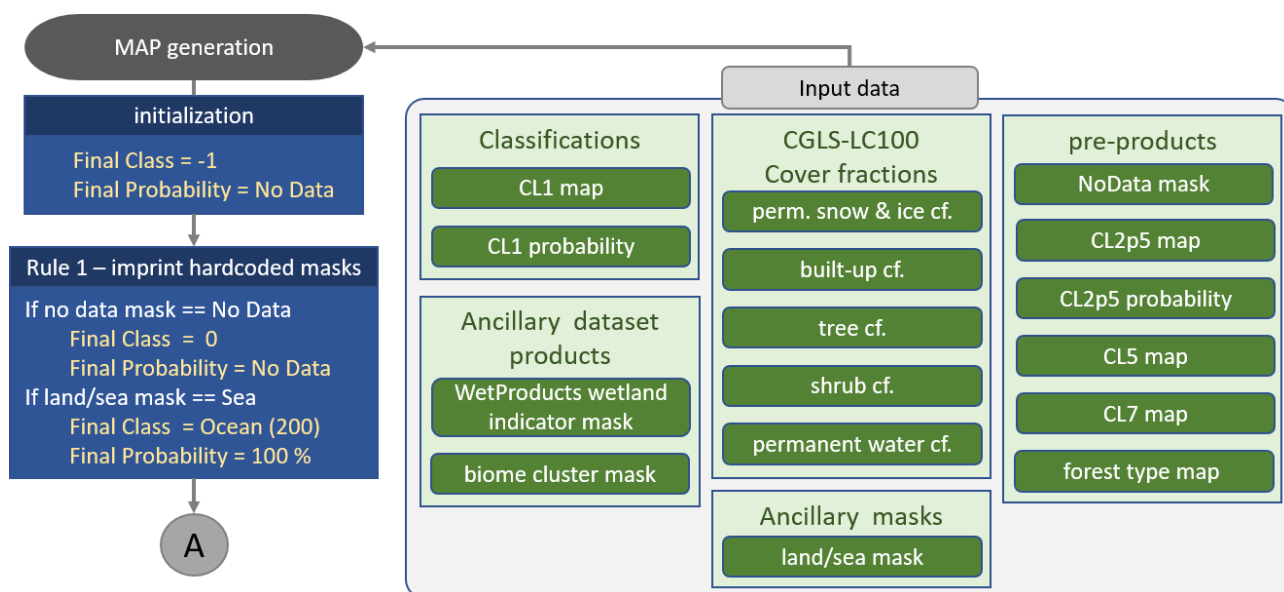 MAP generation
initialization
Final Class = -1
Final Probability = No Data
Rule 1 – imprint hardcoded masks
If no data mask == No Data
Final Class = 0
Final Probability = No Data
If land/sea mask == Sea
Final Class = Ocean (200)
Final Probability = 100 %
A
Input data
Classifications
CL1 map
CL1 probability
Ancillary dataset
products
WetProducts wetland
indicator mask
biome cluster mask
CGLS-LC100
Cover fractions
perm. snow & ice cf.
built-up cf.
tree cf.
shrub cf.
permanent water cf.
Ancillary masks
land/sea mask
pre-products
NoData mask
CL2p5 map
CL2p5 probability
CL5 map
CL7 map
forest type map